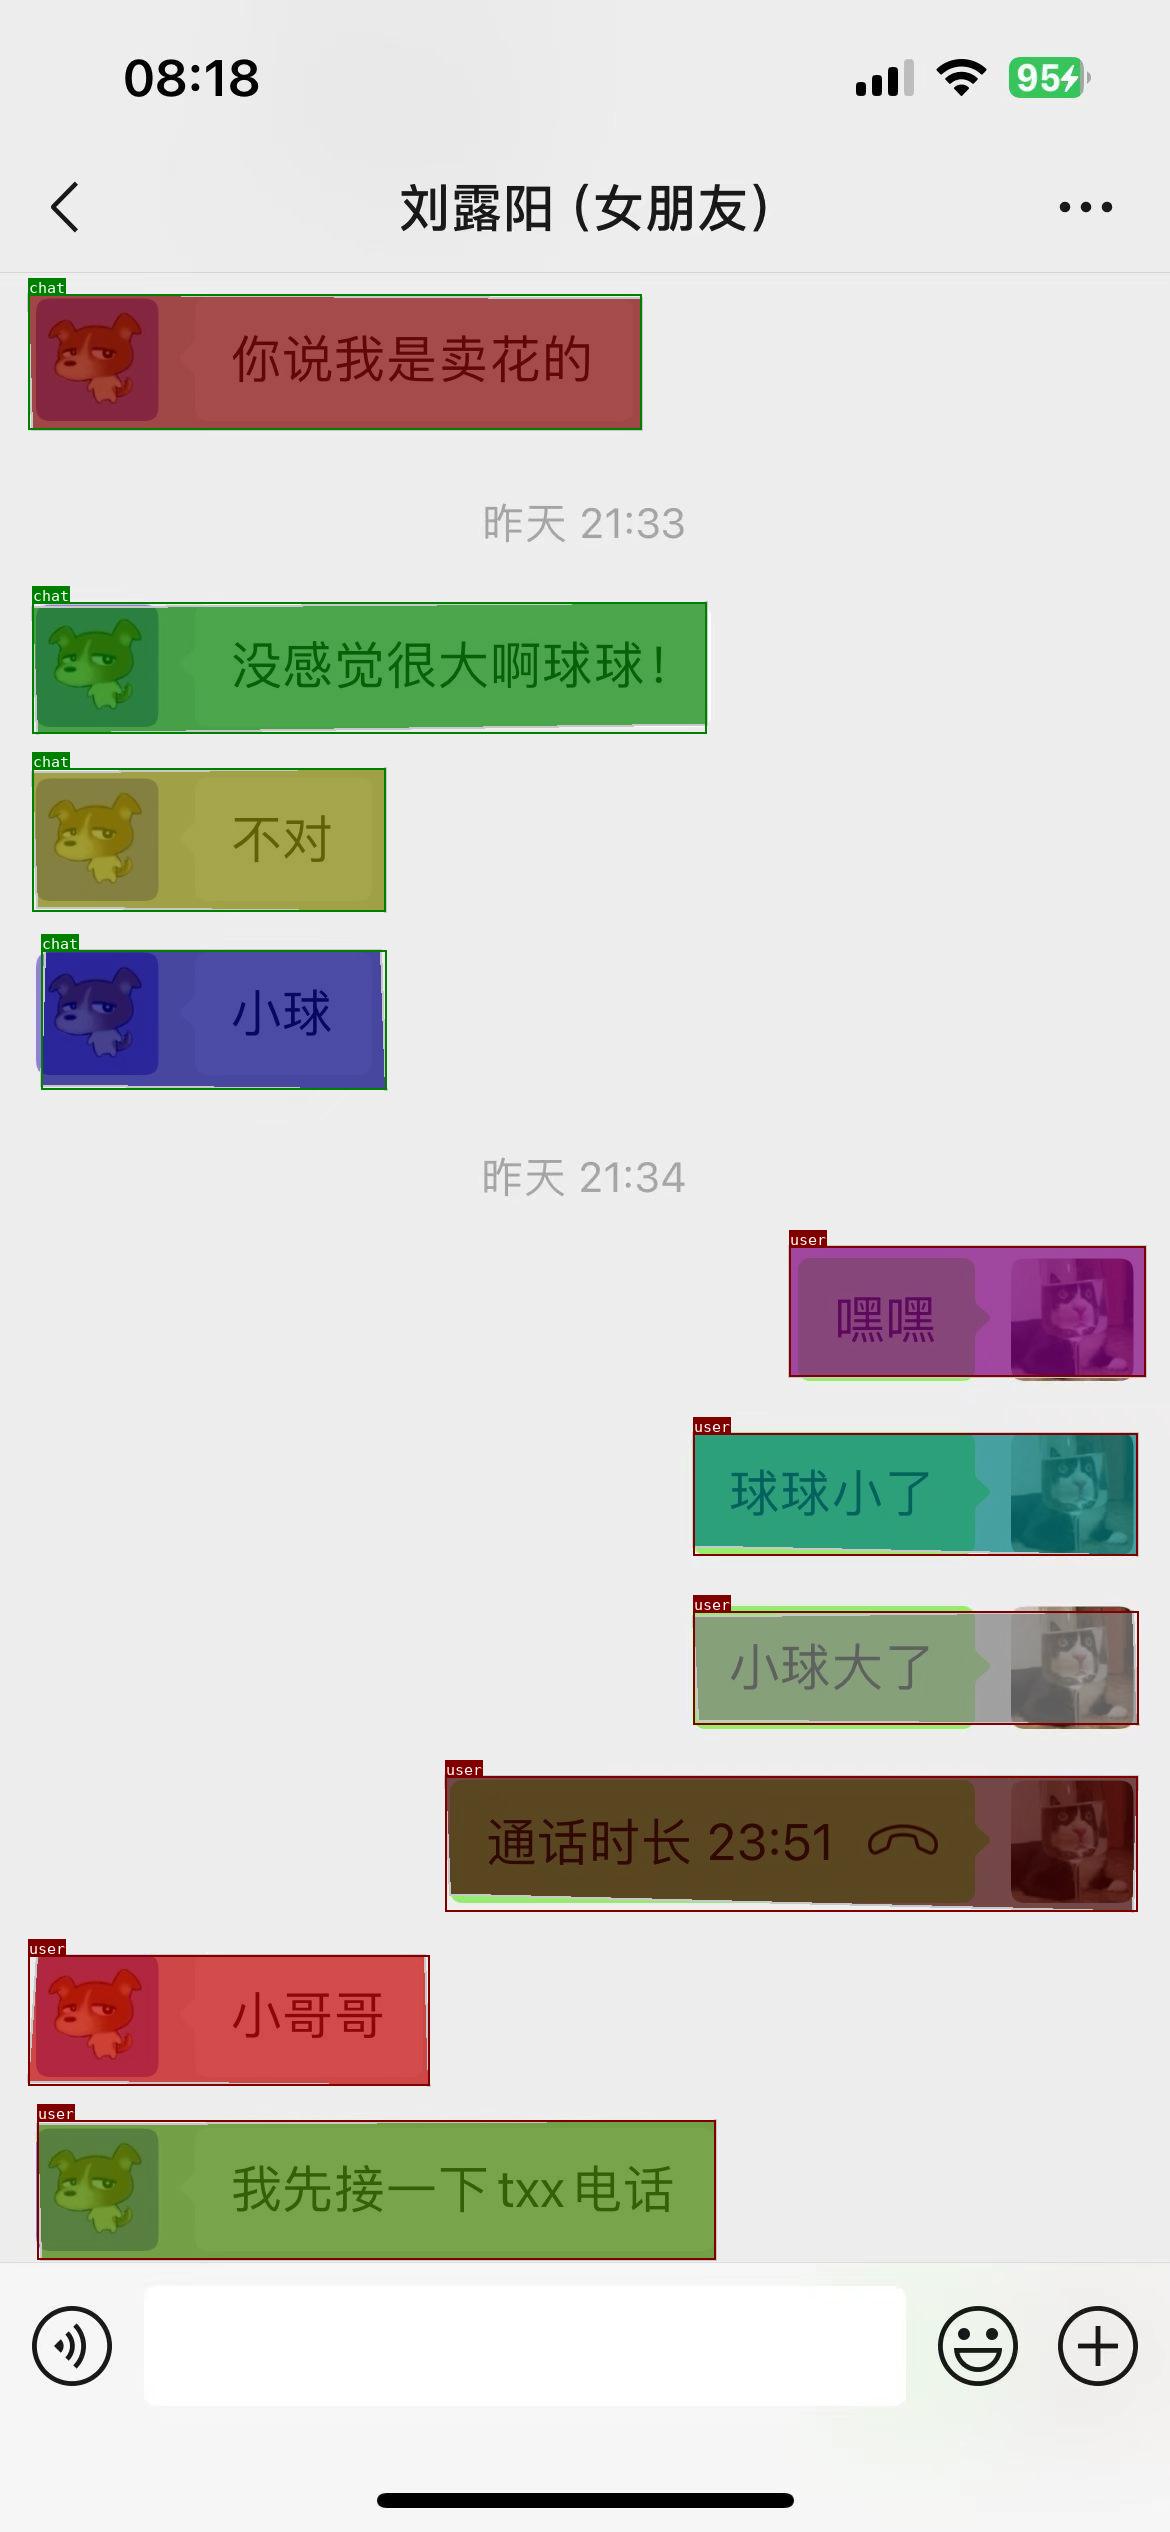 08:18
95
刘露阳（女朋友）
chat
你说我是卖花的
昨天 21:33
chat
没感觉很大啊球球！
chat
不对
chat
小球
昨天 21:34
user
嘿嘿
user
球球小了
user
小球大了
user
通话时长 23:51
user
小哥哥
user
我先接一下txx电话